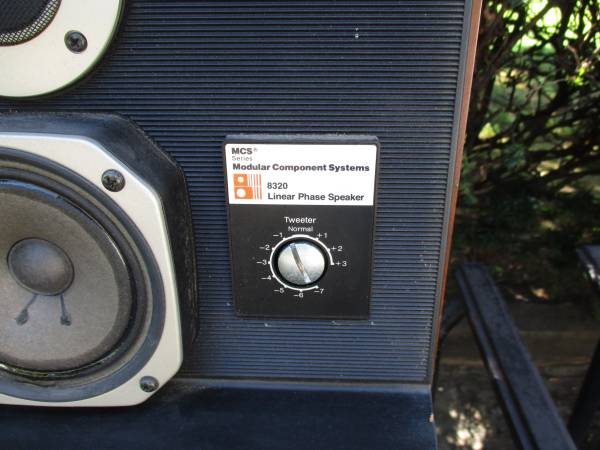 MCS®
Series
Modular Component Systems
8320
Linear Phase Speaker
Tweeter
Normal
-1 +1
-2 +2
-3 +3
-4
-5 -7
-6